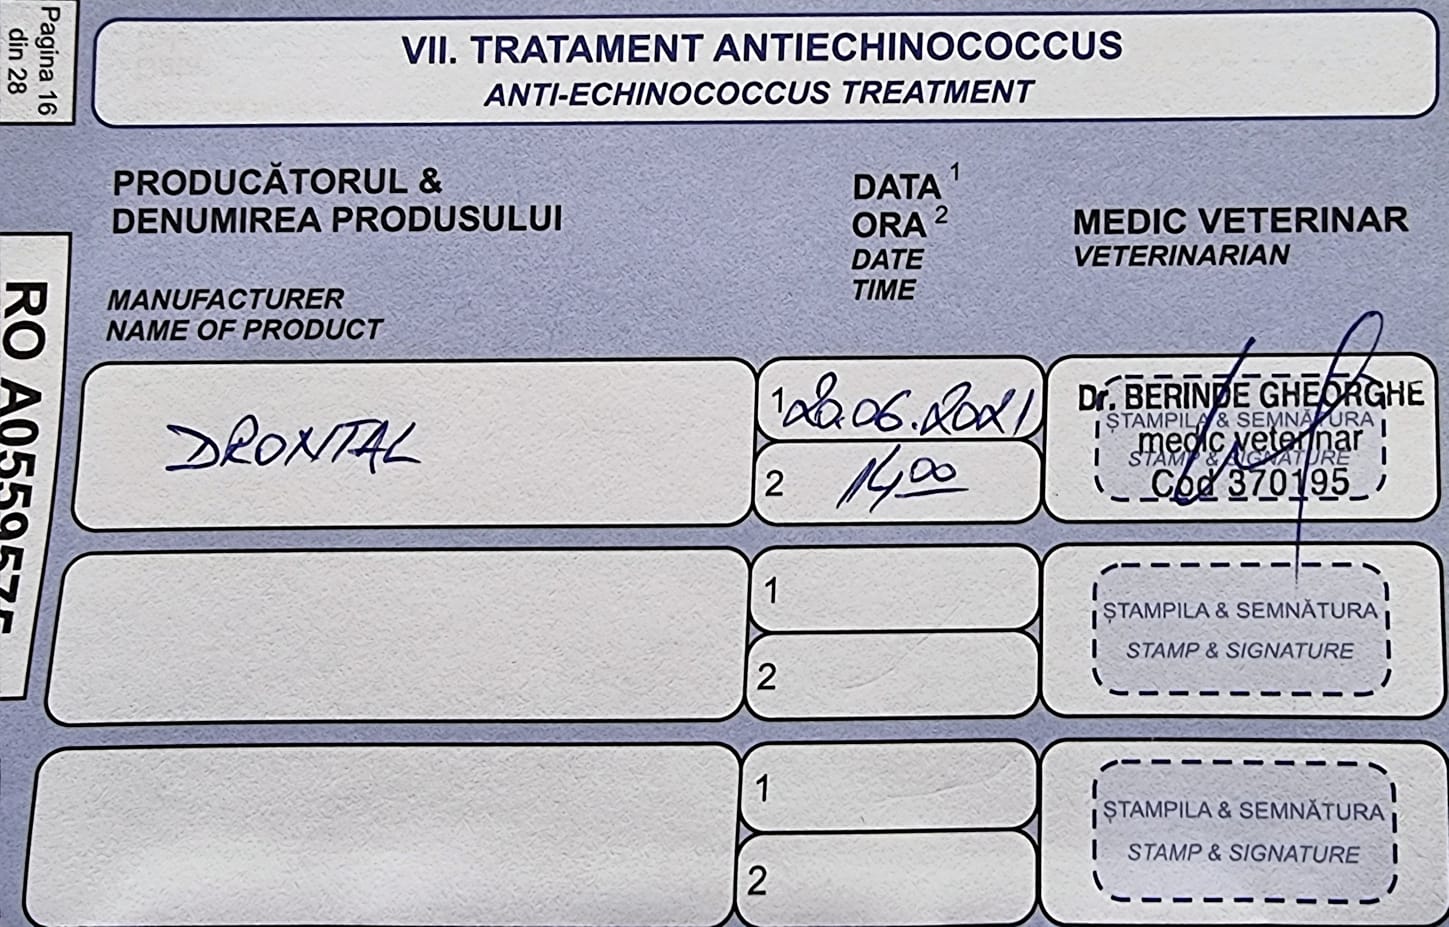 Pagina 16
din 28
VII. TRATAMENT ANTIECHINOCOCCUS
ANTI-ECHINOCOCCUS TREATMENT
PRODUCĂTORUL &
DENUMIREA PRODUSULUI
MANUFACTURER
NAME OF PRODUCT
DATA 1
ORA 2
DATE
TIME
MEDIC VETERINAR
VETERINARIAN
RO A0559575
DRONTAL
1 20.06.2021
2 14 00
Dr. BERINDE GHEORGHE
ȘTAMPILA & SEMNĂTURA
medic veterinar
STAMP & SIGNATURE
Cod 370195
1
2
ȘTAMPILA & SEMNĂTURA
STAMP & SIGNATURE
1
2
ȘTAMPILA & SEMNĂTURA
STAMP & SIGNATURE